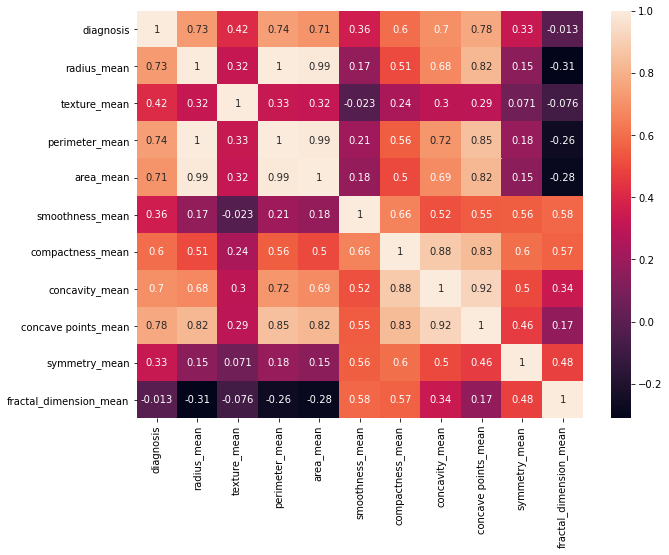 diagnosis 1 0.73 0.42 0.74 0.71 0.36 0.6 0.7 0.78 0.33 -0.013
radius_mean 0.73 1 0.32 1 0.99 0.17 0.51 0.68 0.82 0.15 -0.31
texture_mean 0.42 0.32 1 0.33 0.32 -0.023 0.24 0.3 0.29 0.071 -0.076
perimeter_mean 0.74 1 0.33 1 0.99 0.21 0.56 0.72 0.85 0.18 -0.26
area_mean 0.71 0.99 0.32 0.99 1 0.18 0.5 0.69 0.82 0.15 -0.28
smoothness_mean 0.36 0.17 -0.023 0.21 0.18 1 0.66 0.52 0.55 0.56 0.58
compactness_mean 0.6 0.51 0.24 0.56 0.5 0.66 1 0.88 0.83 0.6 0.57
concavity_mean 0.7 0.68 0.3 0.72 0.69 0.52 0.88 1 0.92 0.5 0.34
concave points_mean 0.78 0.82 0.29 0.85 0.82 0.55 0.83 0.92 1 0.46 0.17
symmetry_mean 0.33 0.15 0.071 0.18 0.15 0.56 0.6 0.5 0.46 1 0.48
fractal_dimension_mean -0.013 -0.31 -0.076 -0.26 -0.28 0.58 0.57 0.34 0.17 0.48 1
diagnosis
radius_mean
texture_mean
perimeter_mean
area_mean
smoothness_mean
compactness_mean
concavity_mean
concave points_mean
symmetry_mean
fractal_dimension_mean
1.0
0.8
0.6
0.4
0.2
0.0
−0.2